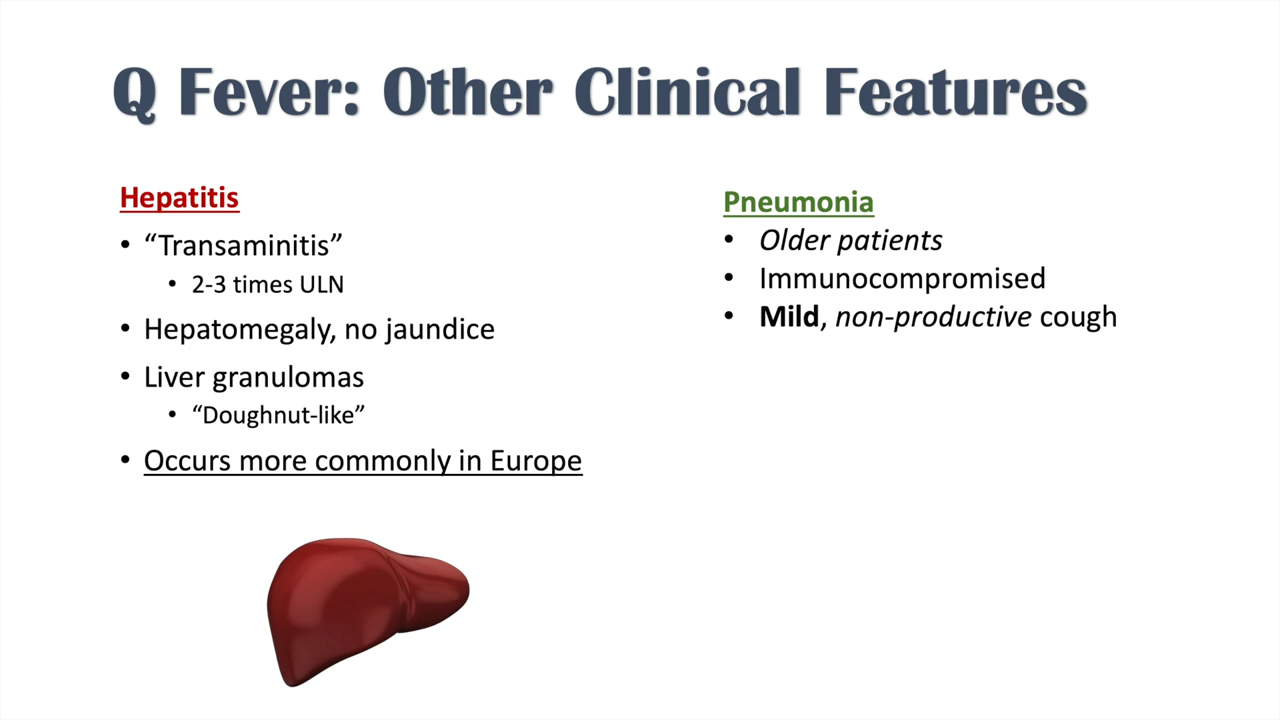 Q Fever: Other Clinical Features
Hepatitis
• “Transaminitis”
• 2-3 times ULN
• Hepatomegaly, no jaundice
• Liver granulomas
• “Doughnut-like”
• Occurs more commonly in Europe
Pneumonia
• Older patients
• Immunocompromised
• Mild, non-productive cough